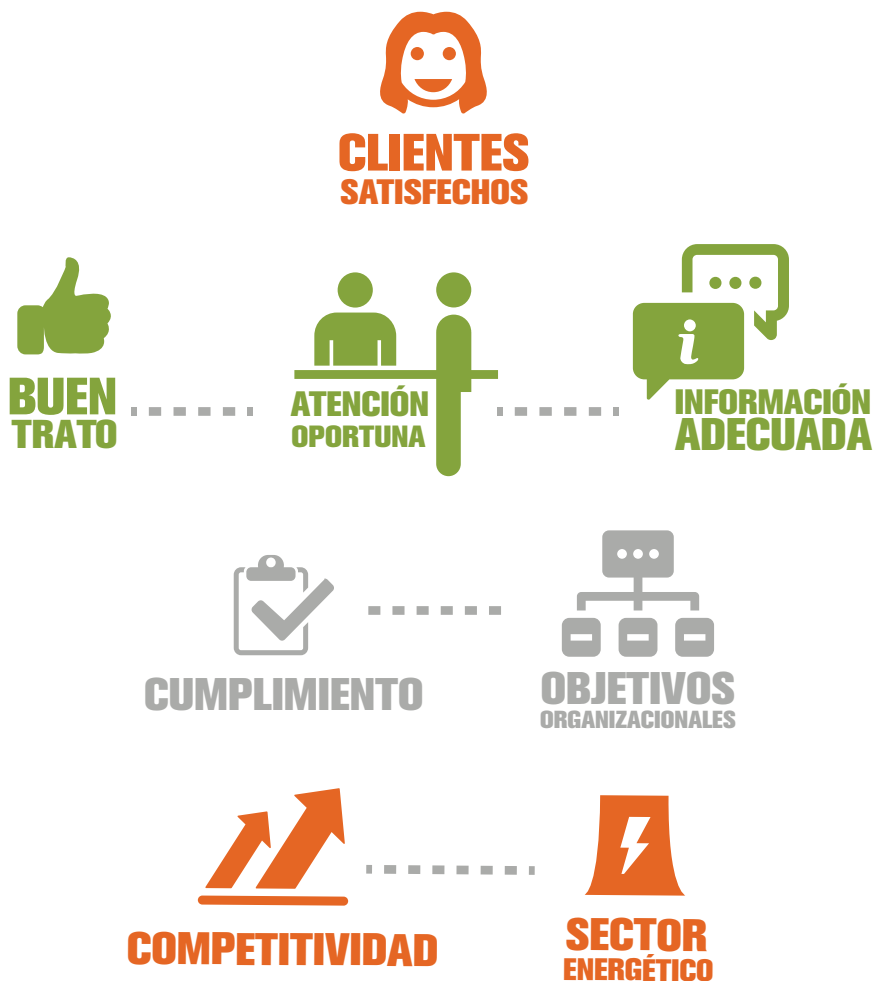 CLIENTES
SATISFECHOS
BUEN
TRATO
ATENCIÓN
OPORTUNA
i
INFORMACIÓN
ADECUADA
CUMPLIMIENTO
OBJETIVOS
ORGANIZACIONALES
COMPETITIVIDAD
SECTOR
ENERGÉTICO